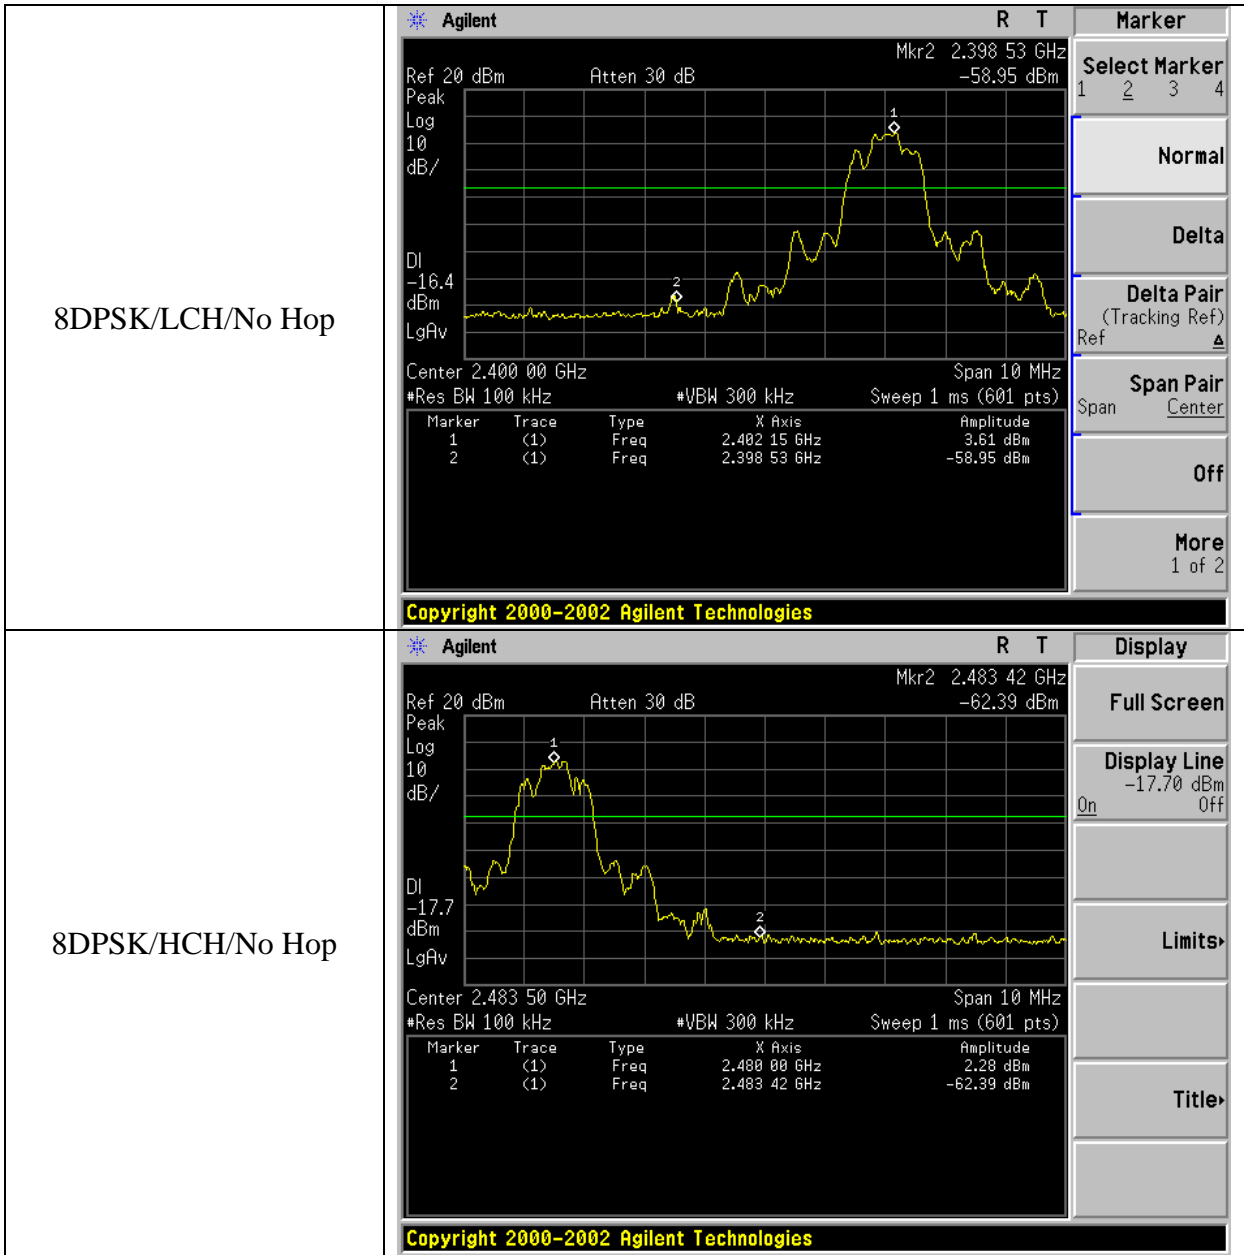 8DPSK/LCH/No Hop
Agilent R T
Mkr2 2.398 53 GHz
Ref 20 dBm Atten 30 dB -58.95 dBm
Peak
Log
10
dB/
1
2
DI
-16.4
dBm
LgAv
Center 2.400 00 GHz Span 10 MHz
#Res BW 100 kHz #VBW 300 kHz Sweep 1 ms (601 pts)
Marker Trace Type X Axis Amplitude
1 (1) Freq 2.402 15 GHz 3.61 dBm
2 (1) Freq 2.398 53 GHz -58.95 dBm
Copyright 2000-2002 Agilent Technologies
Marker
Select Marker
1 2 3 4
Normal
Delta
Delta Pair
(Tracking Ref)
Ref Δ
Span Pair
Span Center
Off
More
1 of 2
8DPSK/HCH/No Hop
Agilent R T
Mkr2 2.483 42 GHz
Ref 20 dBm Atten 30 dB -62.39 dBm
Peak
Log
10
dB/
1
2
DI
-17.7
dBm
LgAv
Center 2.483 50 GHz Span 10 MHz
#Res BW 100 kHz #VBW 300 kHz Sweep 1 ms (601 pts)
Marker Trace Type X Axis Amplitude
1 (1) Freq 2.480 00 GHz 2.28 dBm
2 (1) Freq 2.483 42 GHz -62.39 dBm
Copyright 2000-2002 Agilent Technologies
Display
Full Screen
Display Line
-17.70 dBm
On Off
Limits
Title